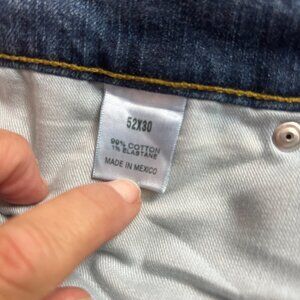 52X30
99% COTTON
1% ELASTANE
MADE IN MEXICO